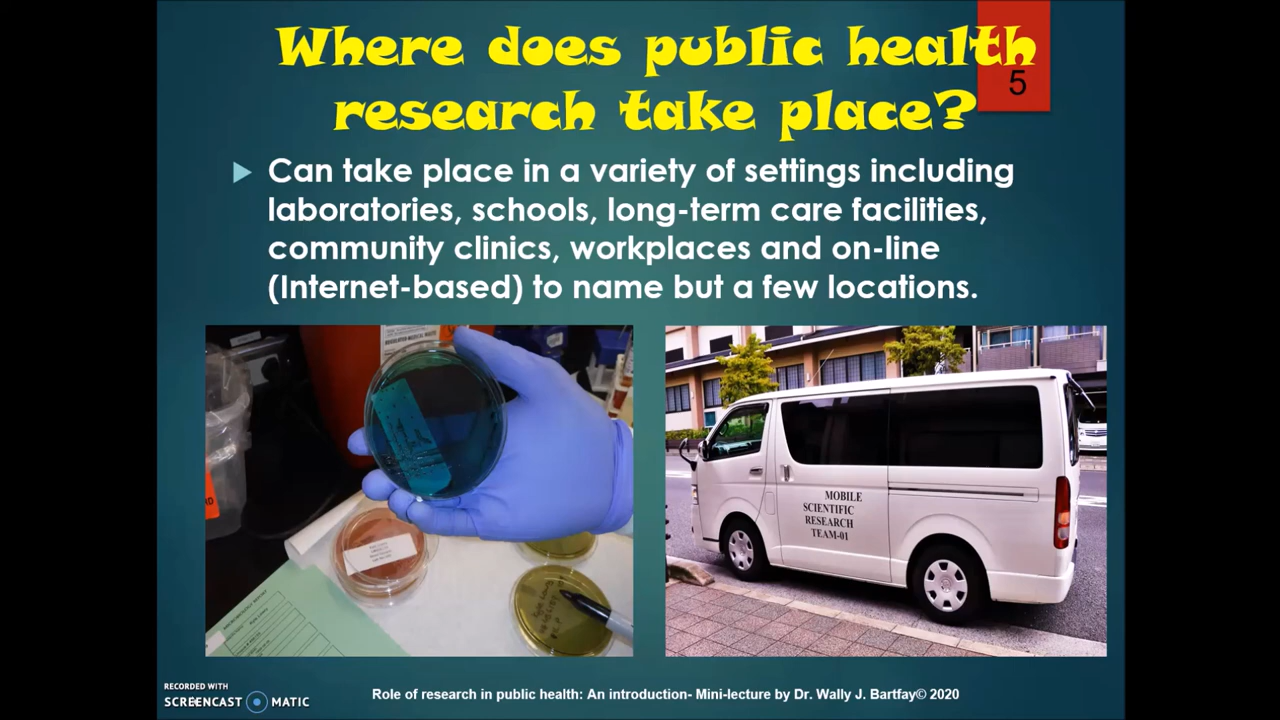 Where does public health
5
research take place?
Can take place in a variety of settings including
laboratories, schools, long-term care facilities,
community clinics, workplaces and on-line
(Internet-based) to name but a few locations.
MOBILE
SCIENTIFIC
RESEARCH
TEAM-01
RECORDED WITH
SCREENCAST MATIC
Role of research in public health: An introduction- Mini-lecture by Dr. Wally J. Bartfay© 2020